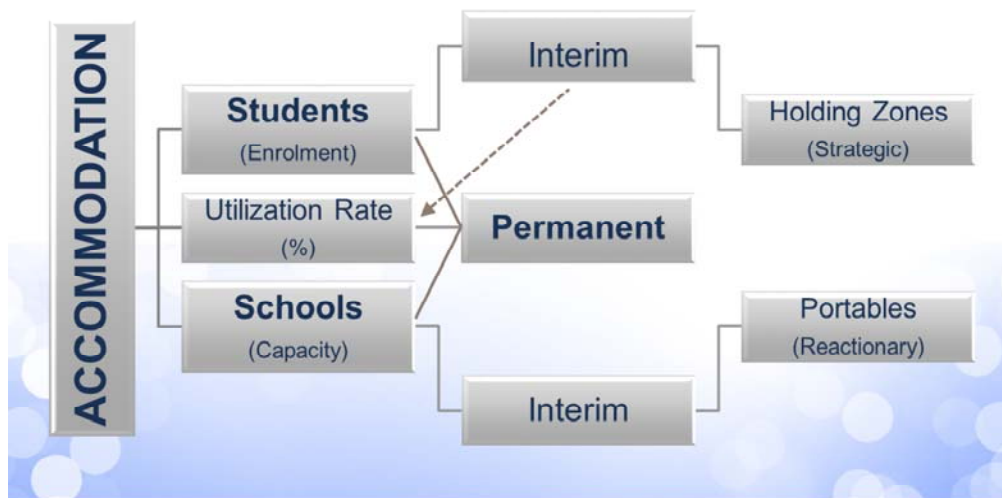 ACCOMMODATION
Students
(Enrolment)
Utilization Rate
(%)
Schools
(Capacity)
Interim
Permanent
Interim
Holding Zones
(Strategic)
Portables
(Reactionary)